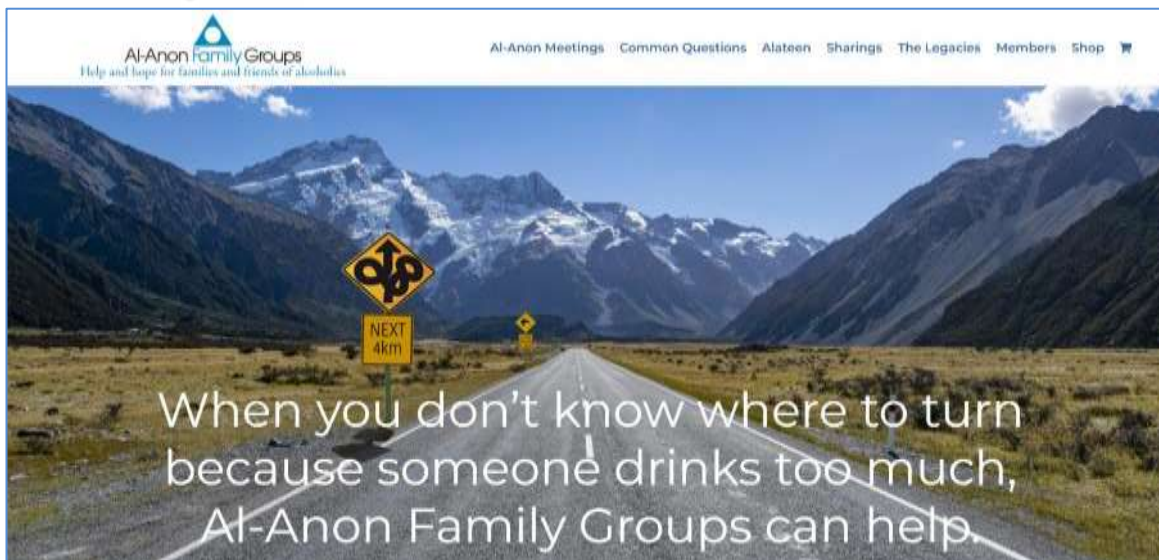 Al-Anon Family Groups
Help and hope for families and friends of alcoholics
Al-Anon Meetings Common Questions Alateen Sharings The Legacies Members Shop
NEXT
4km
When you don't know where to turn
because someone drinks too much,
Al-Anon Family Groups can help.